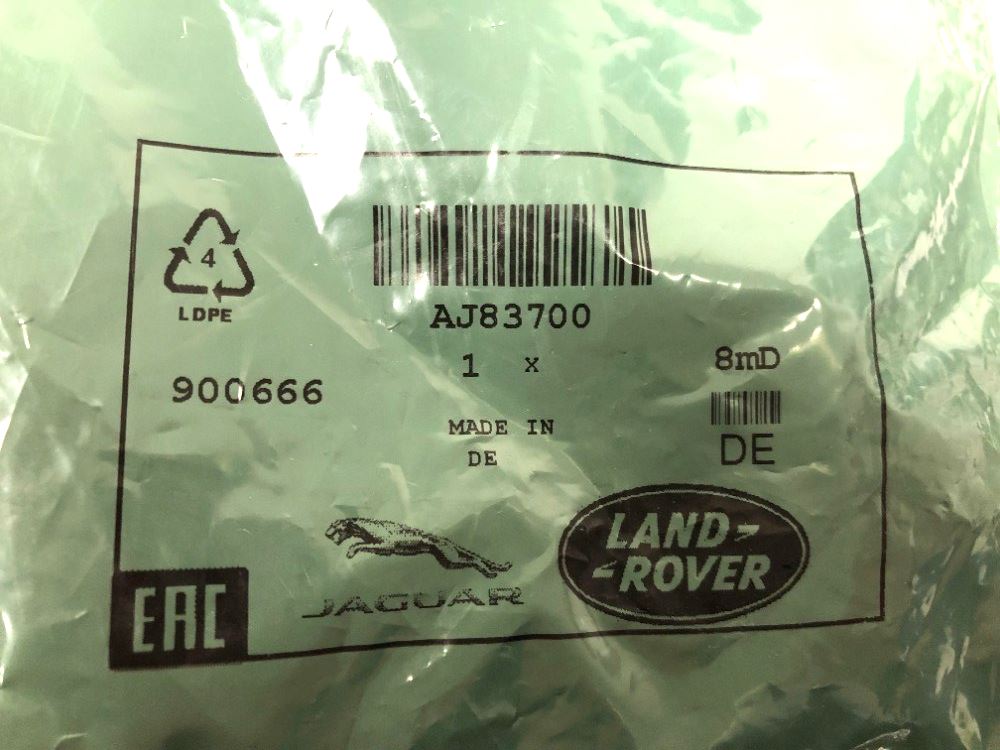 4
LDPE
AJ83700
1 x
900666
8mD
MADE IN
DE
DE
JAGUAR
LAND-
-ROVER
EAC